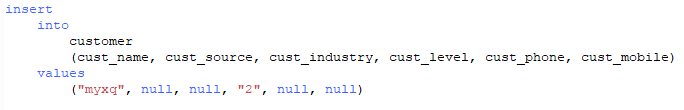 insert
into
customer
(cust_name, cust_source, cust_industry, cust_level, cust_phone, cust_mobile)
values
("myxq", null, null, "2", null, null)